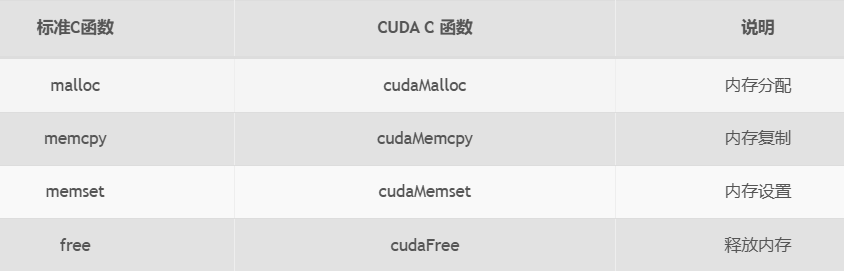 标准C函数 CUDA C 函数 说明
malloc cudaMalloc 内存分配
memcpy cudaMemcpy 内存复制
memset cudaMemset 内存设置
free cudaFree 释放内存